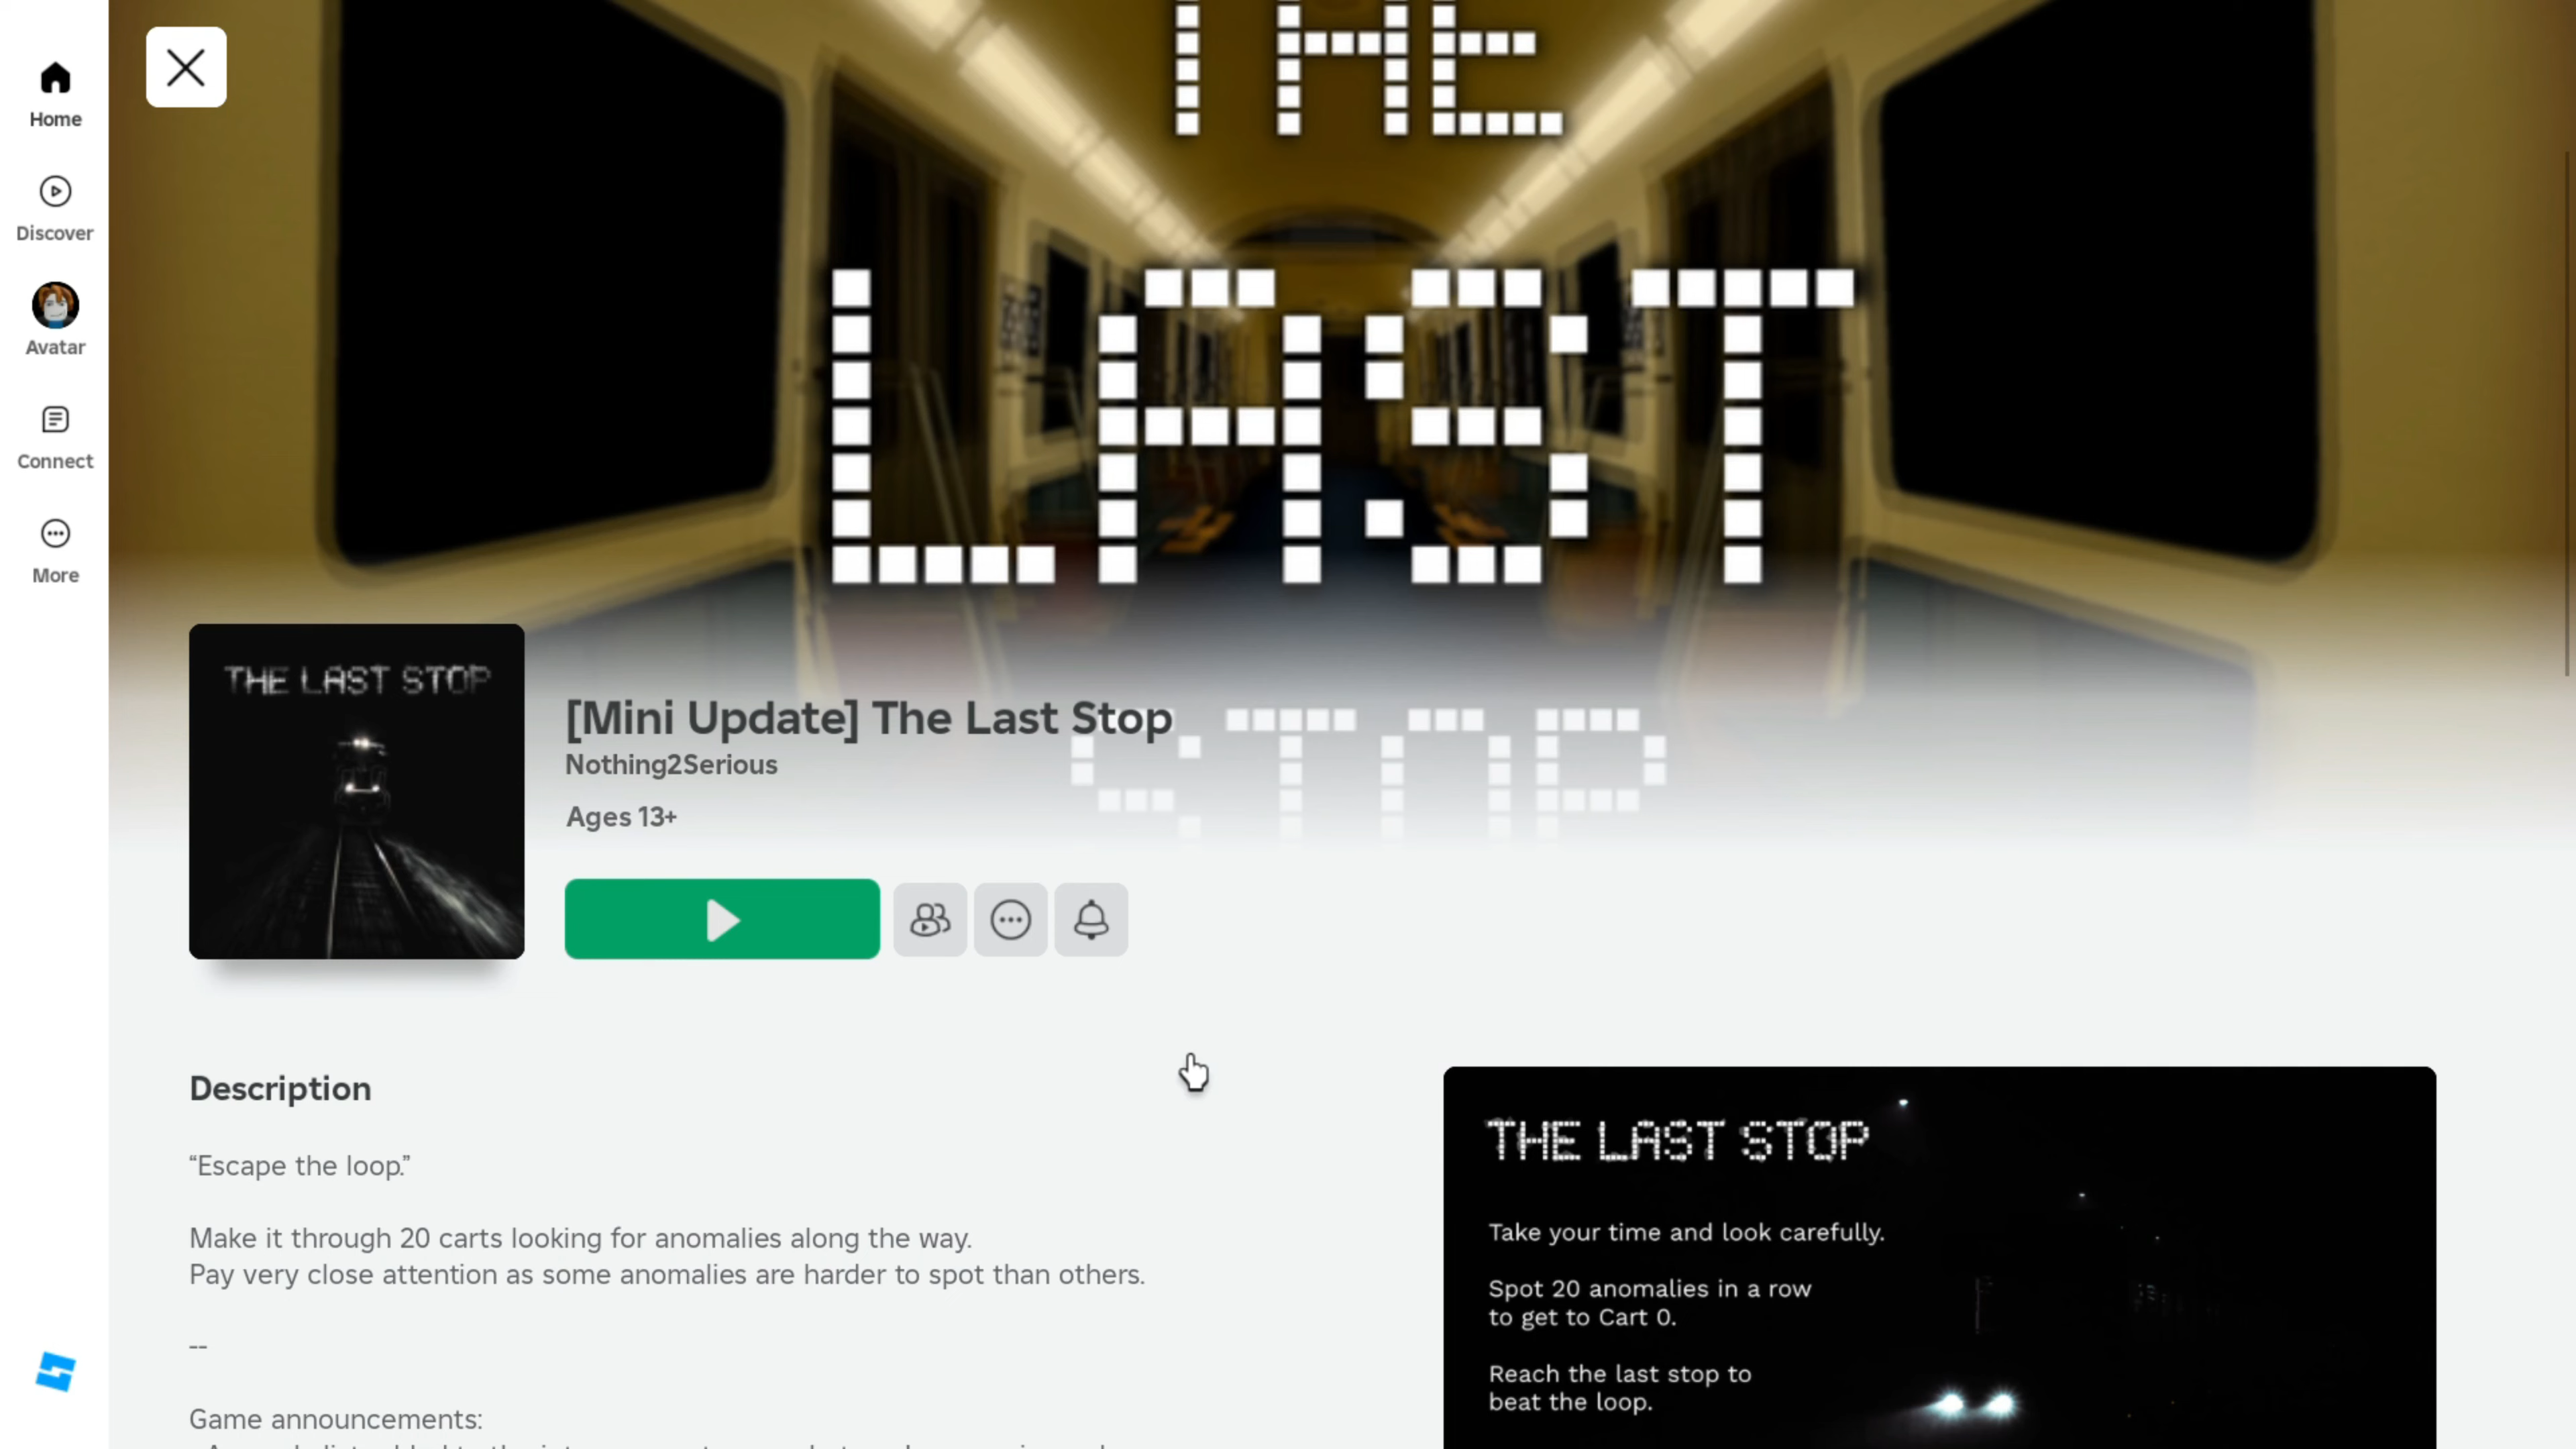 THE
LAST
STOP
Home
Discover
Avatar
Connect
More
THE LAST STOP
[Mini Update] The Last Stop
Nothing2Serious
Ages 13+
Description
“Escape the loop.”
Make it through 20 carts looking for anomalies along the way.
Pay very close attention as some anomalies are harder to spot than others.
--
Game announcements:
THE LAST STOP
Take your time and look carefully.
Spot 20 anomalies in a row
to get to Cart 0.
Reach the last stop to
beat the loop.